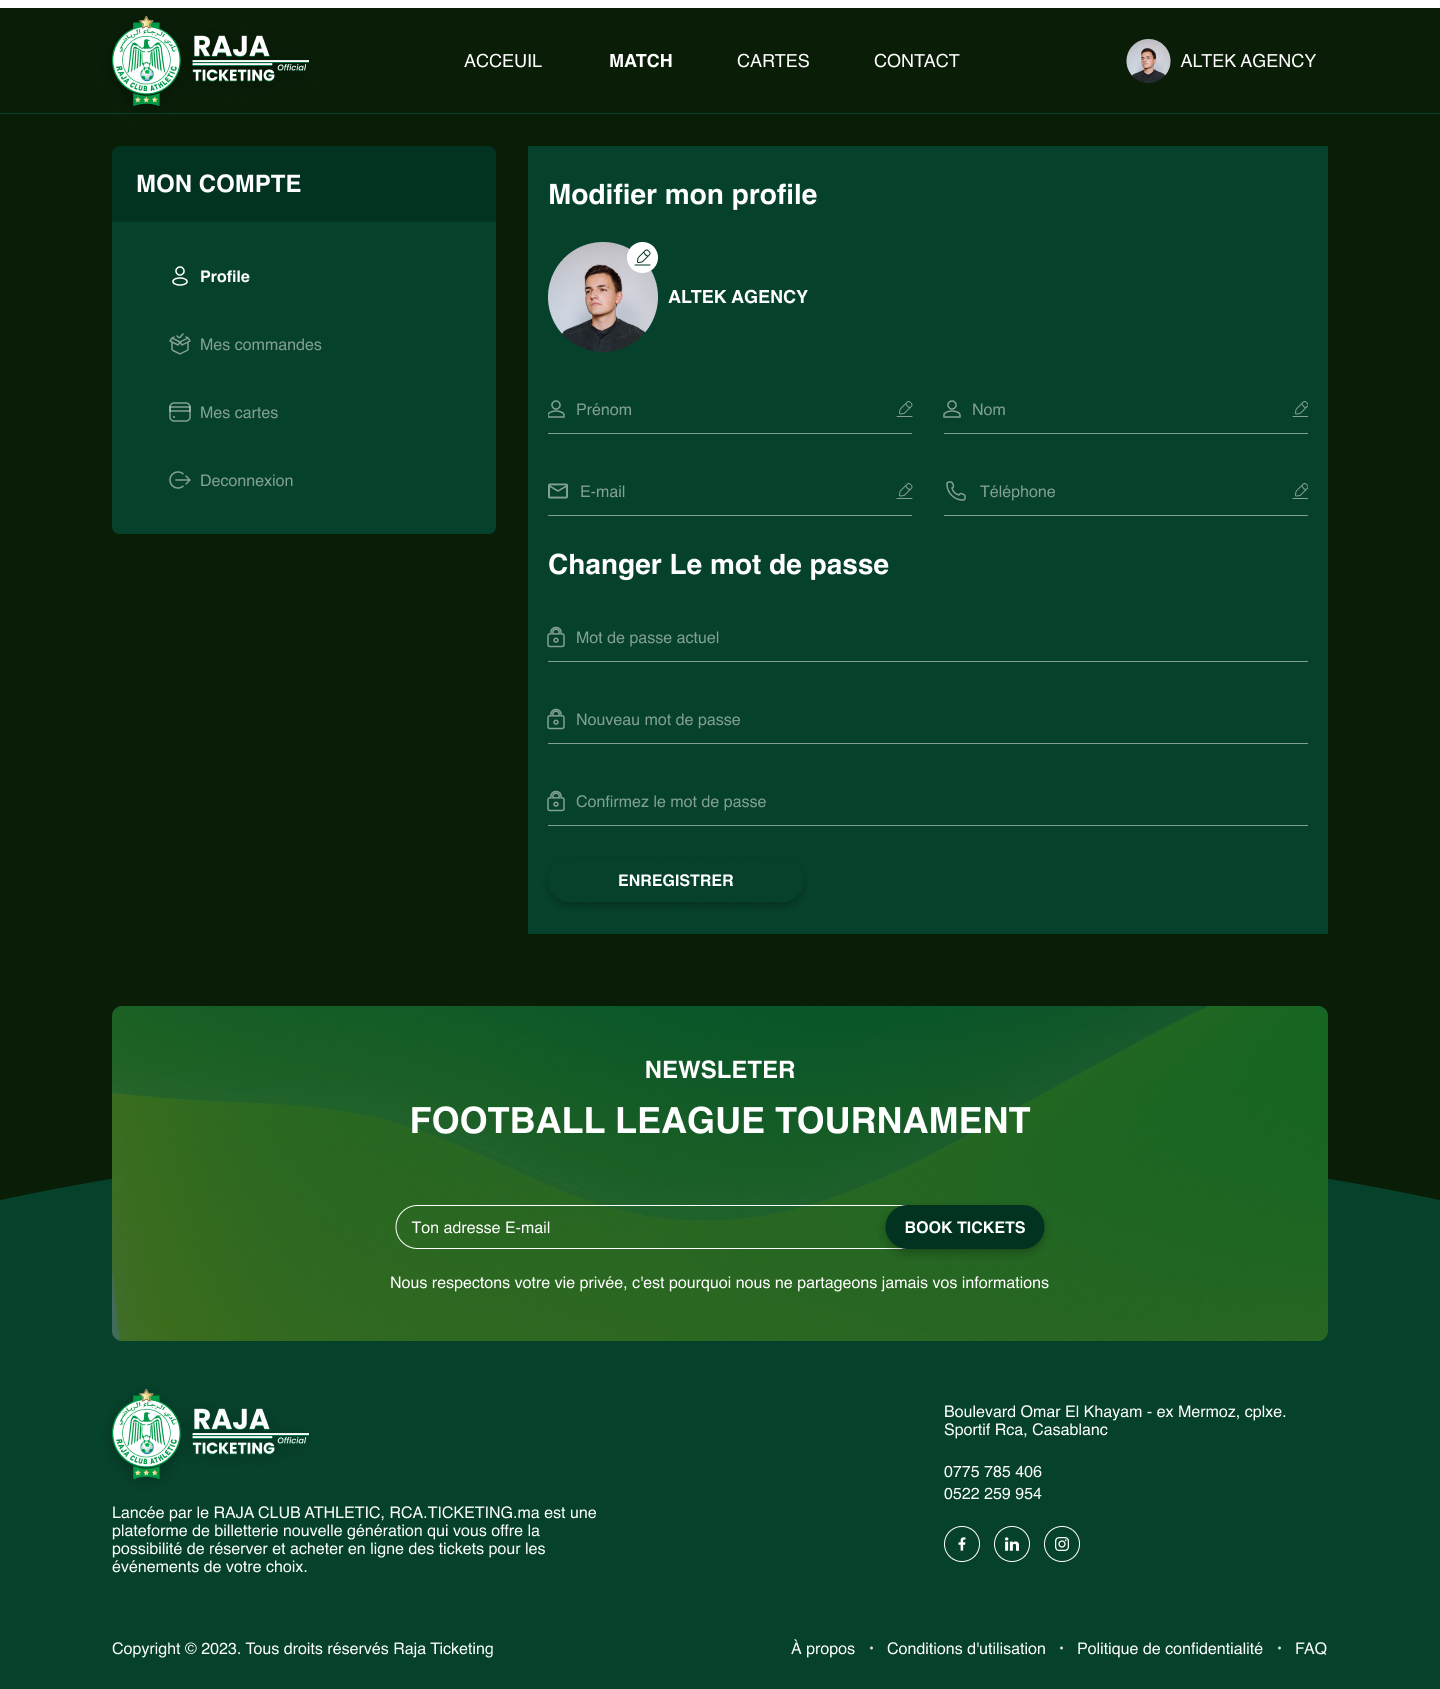 RAJA
TICKETING
Official
RAJA CLUB ATHLETIC
ACCEUIL
MATCH
CARTES
CONTACT
ALTEK AGENCY
MON COMPTE
Profile
Mes commandes
Mes cartes
Deconnexion
Modifier mon profile
ALTEK AGENCY
Prénom
Nom
E-mail
Téléphone
Changer Le mot de passe
Mot de passe actuel
Nouveau mot de passe
Confirmez le mot de passe
ENREGISTRER
NEWSLETER
FOOTBALL LEAGUE TOURNAMENT
Ton adresse E-mail
BOOK TICKETS
Nous respectons votre vie privée, c'est pourquoi nous ne partageons jamais vos informations
RAJA
TICKETING
Official
RAJA CLUB ATHLETIC
Lancée par le RAJA CLUB ATHLETIC, RCA.TICKETING.ma est une
plateforme de billetterie nouvelle génération qui vous offre la
possibilité de réserver et acheter en ligne des tickets pour les
événements de votre choix.
Boulevard Omar El Khayam - ex Mermoz, cplxe.
Sportif Rca, Casablanc
0775 785 406
0522 259 954
Copyright © 2023. Tous droits réservés Raja Ticketing
À propos • Conditions d'utilisation • Politique de confidentialité • FAQ